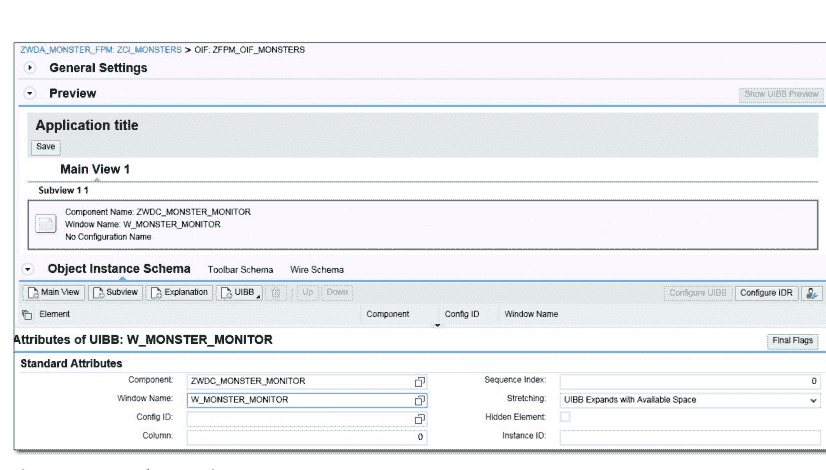 ZWDA_MONSTER_FPM: ZCI_MONSTERS > OIF: ZFPM_OIF_MONSTERS
General Settings
Preview Show UIBB Preview
Application title
Save
Main View 1
Subview 1 1
Component Name: ZWDC_MONSTER_MONITOR
Window Name: W_MONSTER_MONITOR
No Configuration Name
Object Instance Schema Toolbar Schema Wire Schema
Main View Subview Explanation UIBB Up Down Configure UIBB Configure IDR
Element Component Config ID Window Name
Attributes of UIBB: W_MONSTER_MONITOR Final Flags
Standard Attributes
Component: ZWDC_MONSTER_MONITOR Sequence Index: 0
Window Name: W_MONSTER_MONITOR Stretching: UIBB Expands with Available Space
Config ID: Hidden Element:
Column: 0 Instance ID: